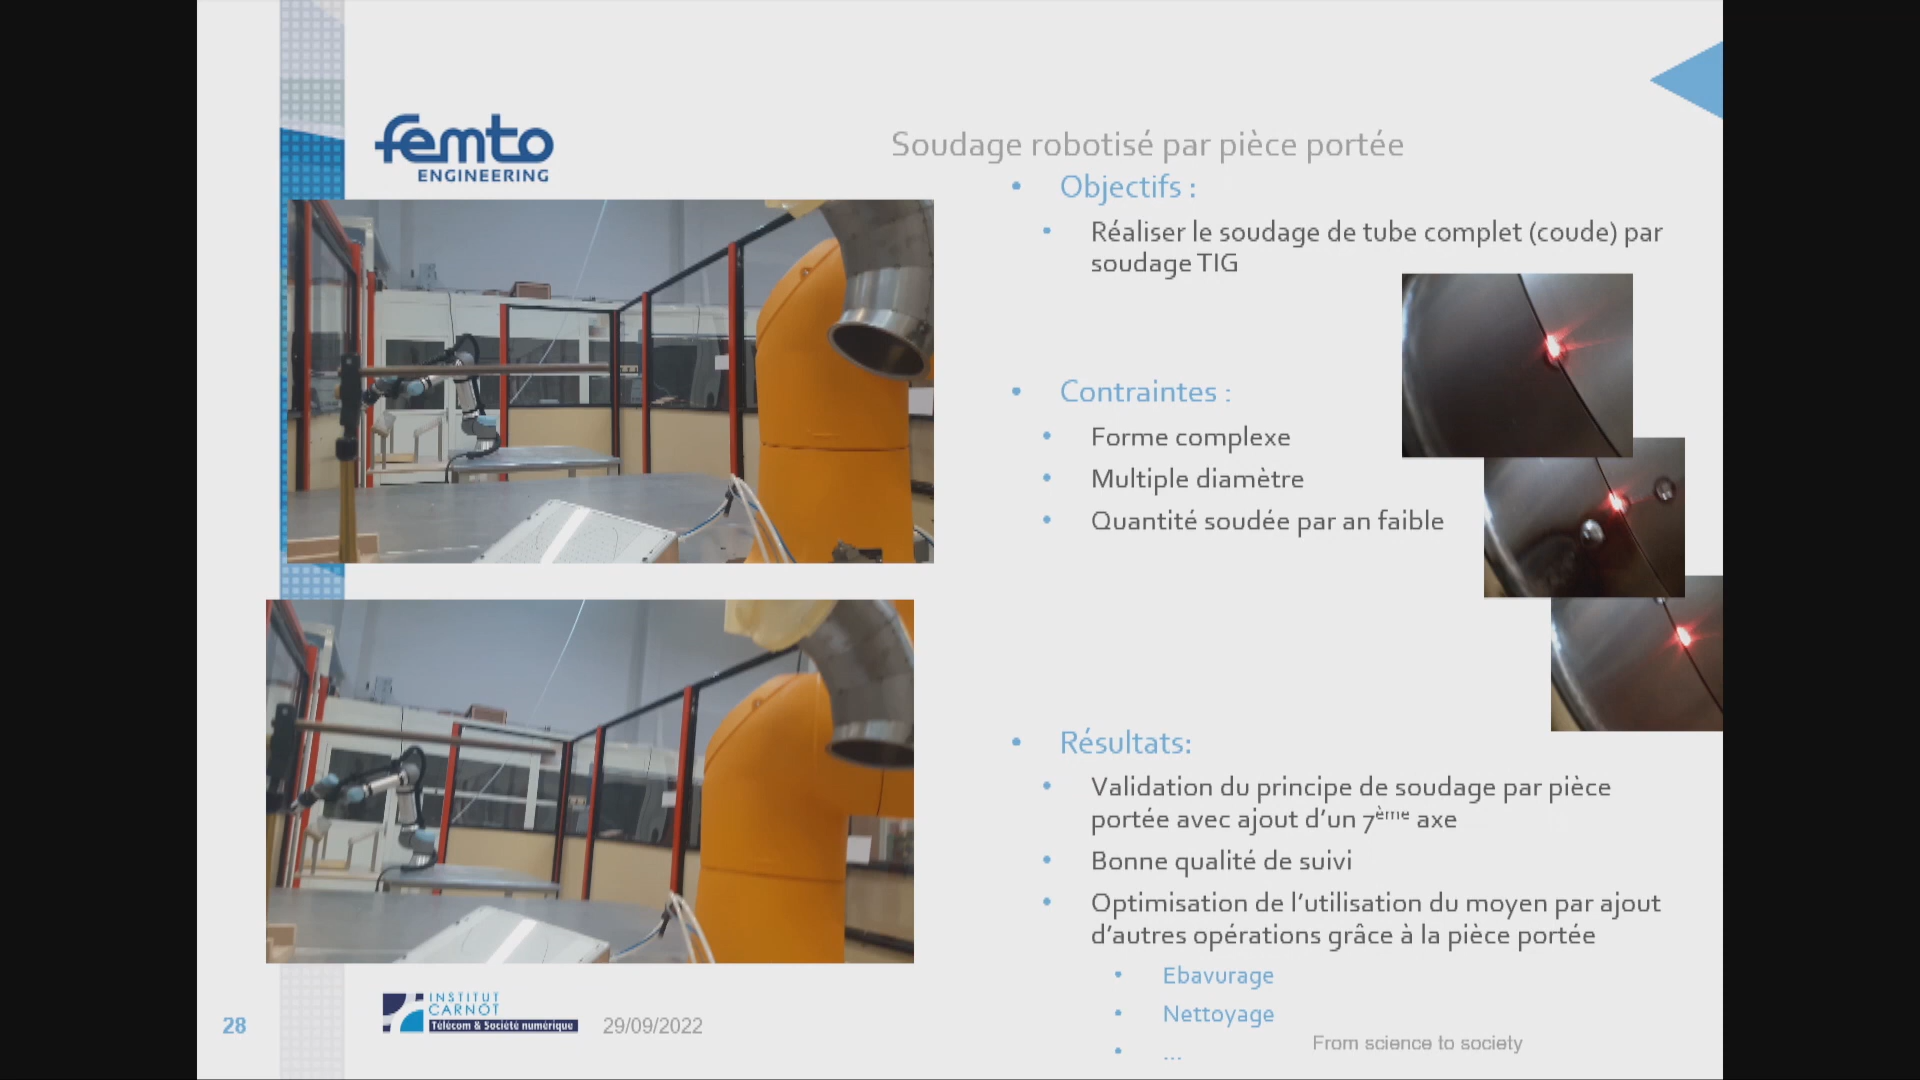 femto
ENGINEERING
Soudage robotisé par pièce portée
Objectifs :
Réaliser le soudage de tube complet (coude) par
soudage TIG
Contraintes :
Forme complexe
Multiple diamètre
Quantité soudée par an faible
Résultats:
Validation du principe de soudage par pièce
portée avec ajout d’un 7ème axe
Bonne qualité de suivi
Optimisation de l’utilisation du moyen par ajout
d’autres opérations grâce à la pièce portée
Ebavurage
Nettoyage
...
28
INSTITUT
CARNOT
Télécom & Société numérique
29/09/2022
From science to society